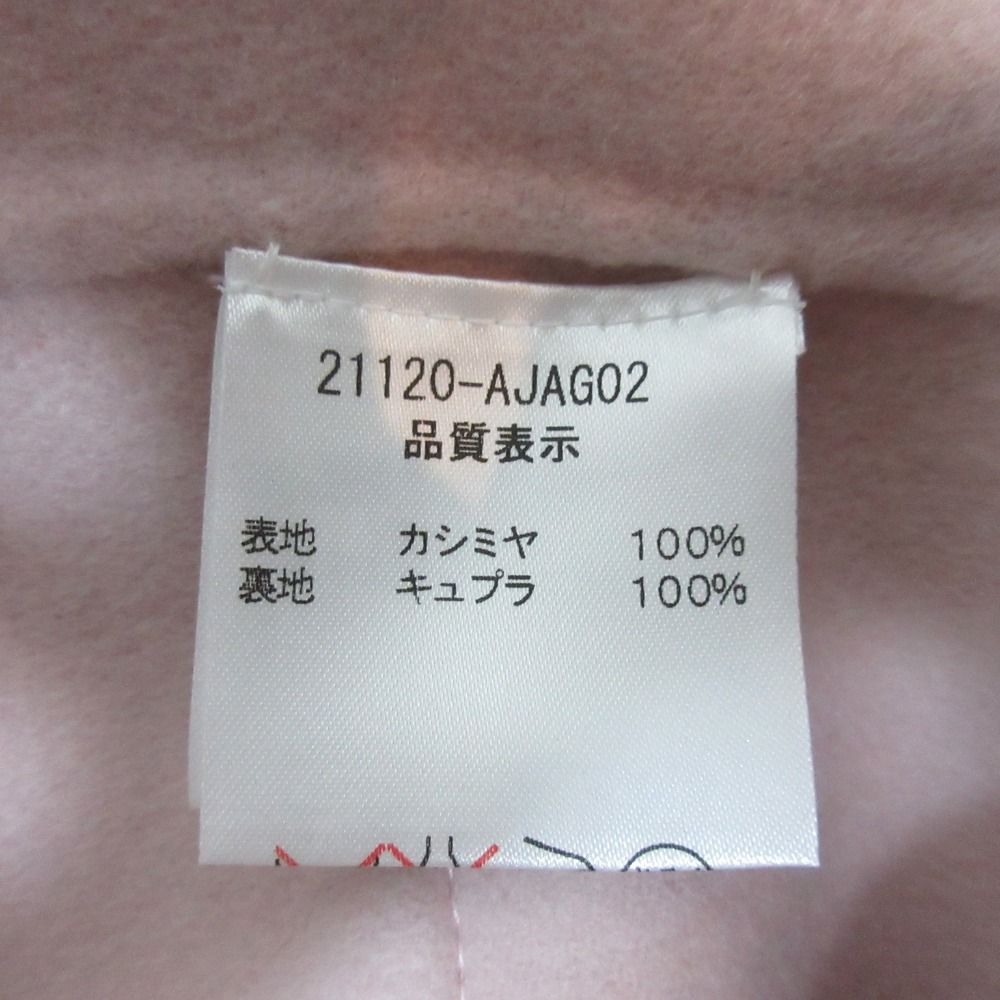 21120-AJAG02
品質表示
表地 カシミヤ 100%
裏地 キュプラ 100%